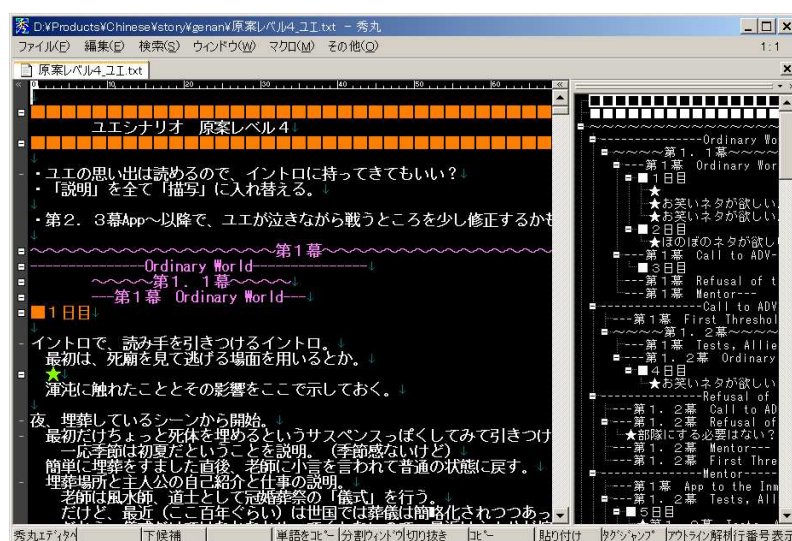 D:¥Products¥Chinese¥story¥genan¥原案レベル4_ユエ.txt - 秀丸
ファイル(F) 編集(E) 検索(S) ウィンドウ(W) マクロ(M) その他(O)
1:1
原案レベル4_ユエ.txt
0 10 20 30 40 50 60
ユエシナリオ 原案レベル4↓
・ユエの思い出は読めるので、イントロに持ってきてもいい?↓
・「説明」を全て「描写」に入れ替える。↓
・第2.3幕App~以降で、ユエが泣きながら戦うところを少し修正するかも
~~~~~~~~~~~~~~~~第1幕~~~~~~~~~~~~~~~~
---------------Ordinary World---------------↓
~~~~~第1.1幕~~~~~↓
---第1幕 Ordinary World---↓
■1日目↓
イントロで、読み手を引きつけるイントロ。↓
最初は、死霊を見て逃げる場面を用いるとか。↓
★↓
渾沌に触れたこととその影響をここで示しておく。↓
夜、埋葬しているシーンから開始。↓
最初だけちょっと死体を埋めるというサスペンスっぽくしてみて引きつけ
一応季節は初夏だということを説明。(季節感ないけど)↓
簡単に埋葬をすました直後、老師に小言を言われて普通の状態に戻す。↓
埋葬場所と主人公の自己紹介と仕事の説明。↓
老師は風水師、道士として冠婚葬祭の「儀式」を行う。↓
だけど、最近(ここ百年ぐらい)は世国では葬儀は簡略化されつつあっ
---------------Ordinary Wo
~~~~~第1.1幕~~~~
---第1幕 Ordinary Wor
■1日目
★
★お笑いネタが欲しい。
★お笑いネタが欲しい。
■2日目
★ほのぼのネタが欲し
---第1幕 Call to ADV-
■3日目
---第1幕 Refusal of t
---第1幕 Mentor---
---------------Call to ADV
---第1幕 First Threshol
~~~~~第1.2幕~~~~
---第1幕 Tests, Allie
---第1.2幕 Ordinary
■4日目
★お笑いネタが欲しい
---------------Refusal of
---第1.2幕 Call to AD
---第1.2幕 Refusal of
★部隊にする必要はない?
---第1.2幕 Mentor---
---第1.2幕 First Thre
---------------Mentor-----
---第1幕 App to the Inm
---第1.2幕 Tests, All
■5日目
秀丸エディタへ 下候補 単語をコピー 分割ウィンドウ切り替え 切り抜き コピー 貼り付け タグジャンプ アウトライン解析 行番号表示